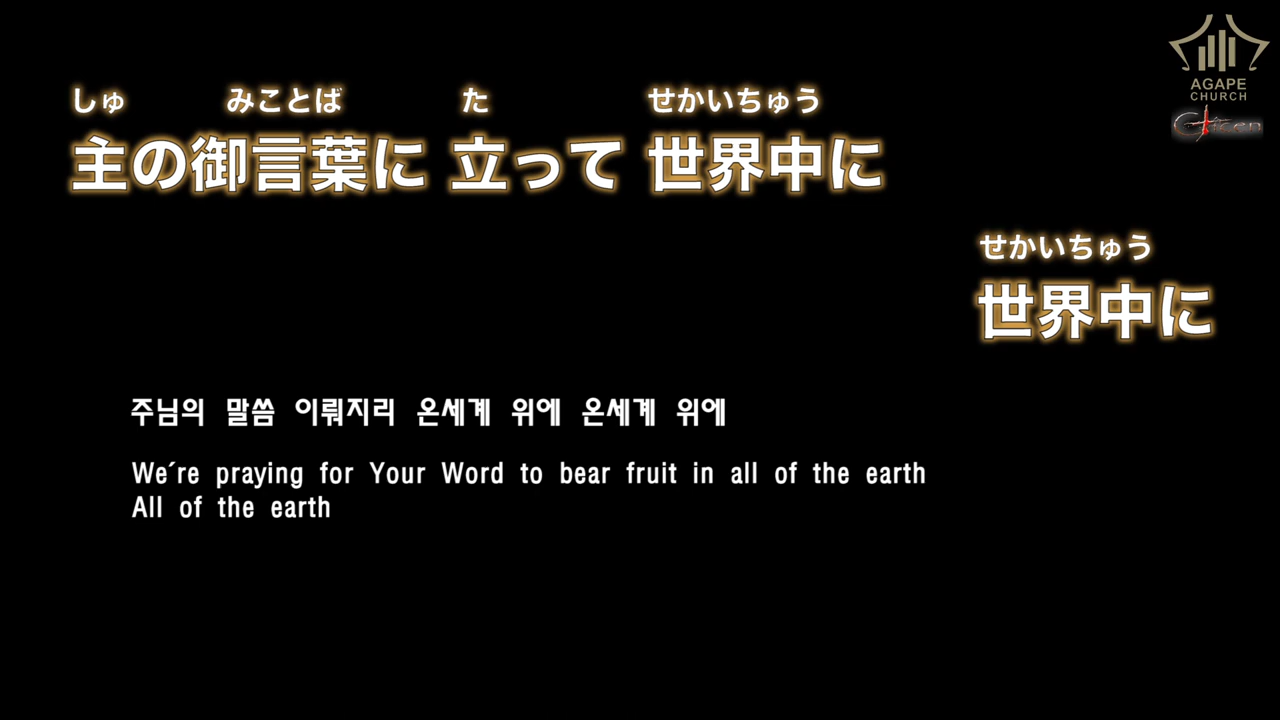 AGAPE
CHURCH
Citizen
しゅ みことば た せかいちゅう
主の御言葉に 立って 世界中に
せかいちゅう
世界中に
주님의 말씀 이뤄지리 온세계 위에 온세계 위에
We´re praying for Your Word to bear fruit in all of the earth
All of the earth